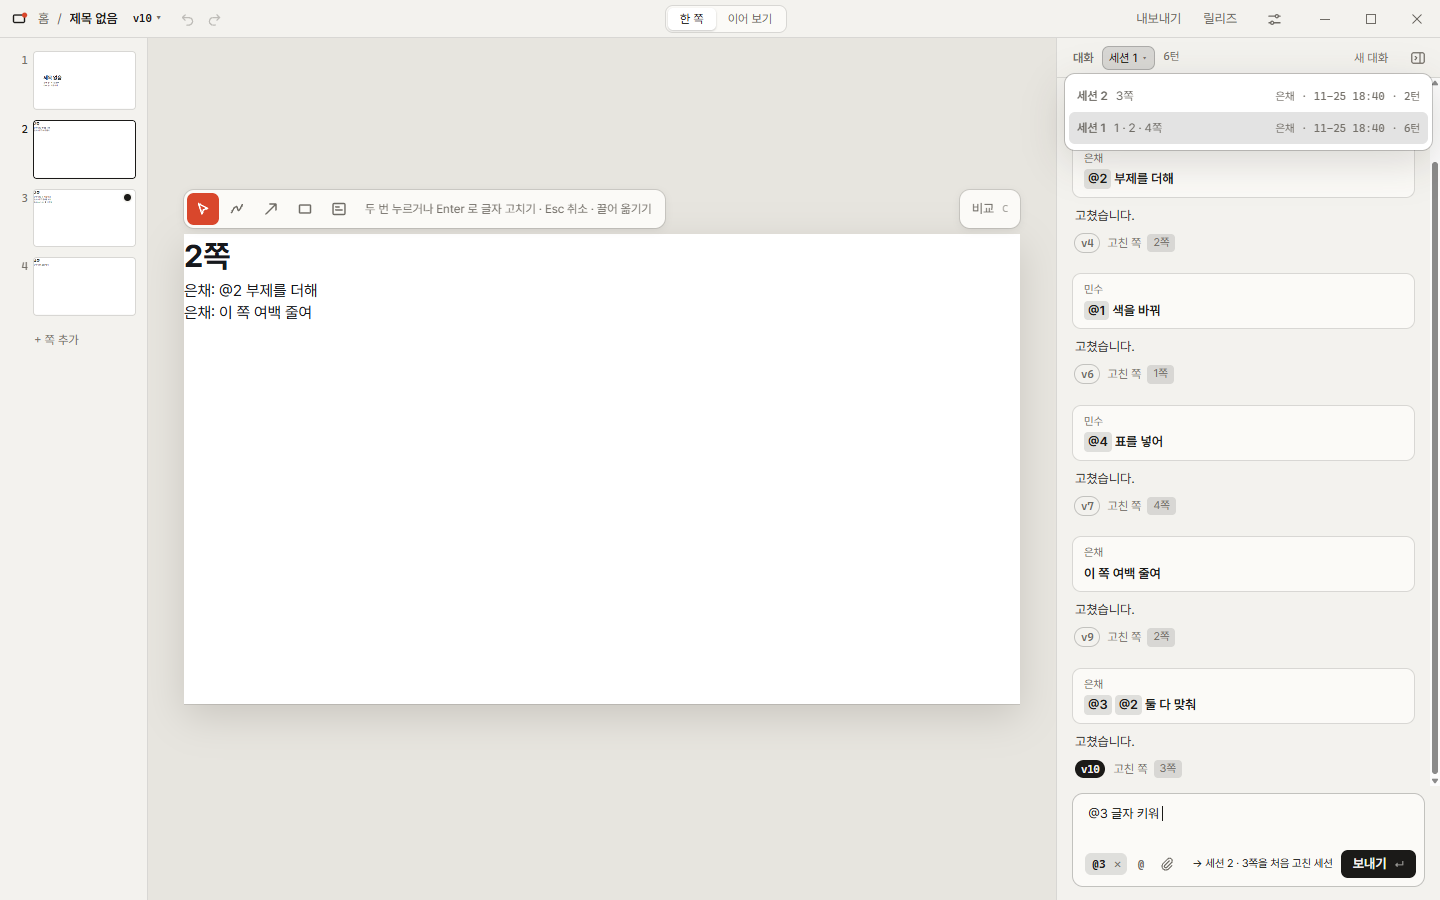 홈 / 제목 없음 v10
한 쪽 이어 보기
내보내기 릴리즈
1
제목 없음
2
3
4
+ 쪽 추가
두 번 누르거나 Enter 로 글자 고치기 · Esc 취소 · 끌어 옮기기
비교 C
2쪽
은채: @2 부제를 더해
은채: 이 쪽 여백 줄여
대화 세션 1 6턴 새 대화
세션 2 3쪽 은채 · 11-25 18:40 · 2턴
세션 1 1 · 2 · 4쪽 은채 · 11-25 18:40 · 6턴
은채
@2 부제를 더해
고쳤습니다.
v4 고친 쪽 2쪽
민수
@1 색을 바꿔
고쳤습니다.
v6 고친 쪽 1쪽
민수
@4 표를 넣어
고쳤습니다.
v7 고친 쪽 4쪽
은채
이 쪽 여백 줄여
고쳤습니다.
v9 고친 쪽 2쪽
은채
@3 @2 둘 다 맞춰
고쳤습니다.
v10 고친 쪽 3쪽
@3 글자 키워
@3 × @ → 세션 2 · 3쪽을 처음 고친 세션 보내기